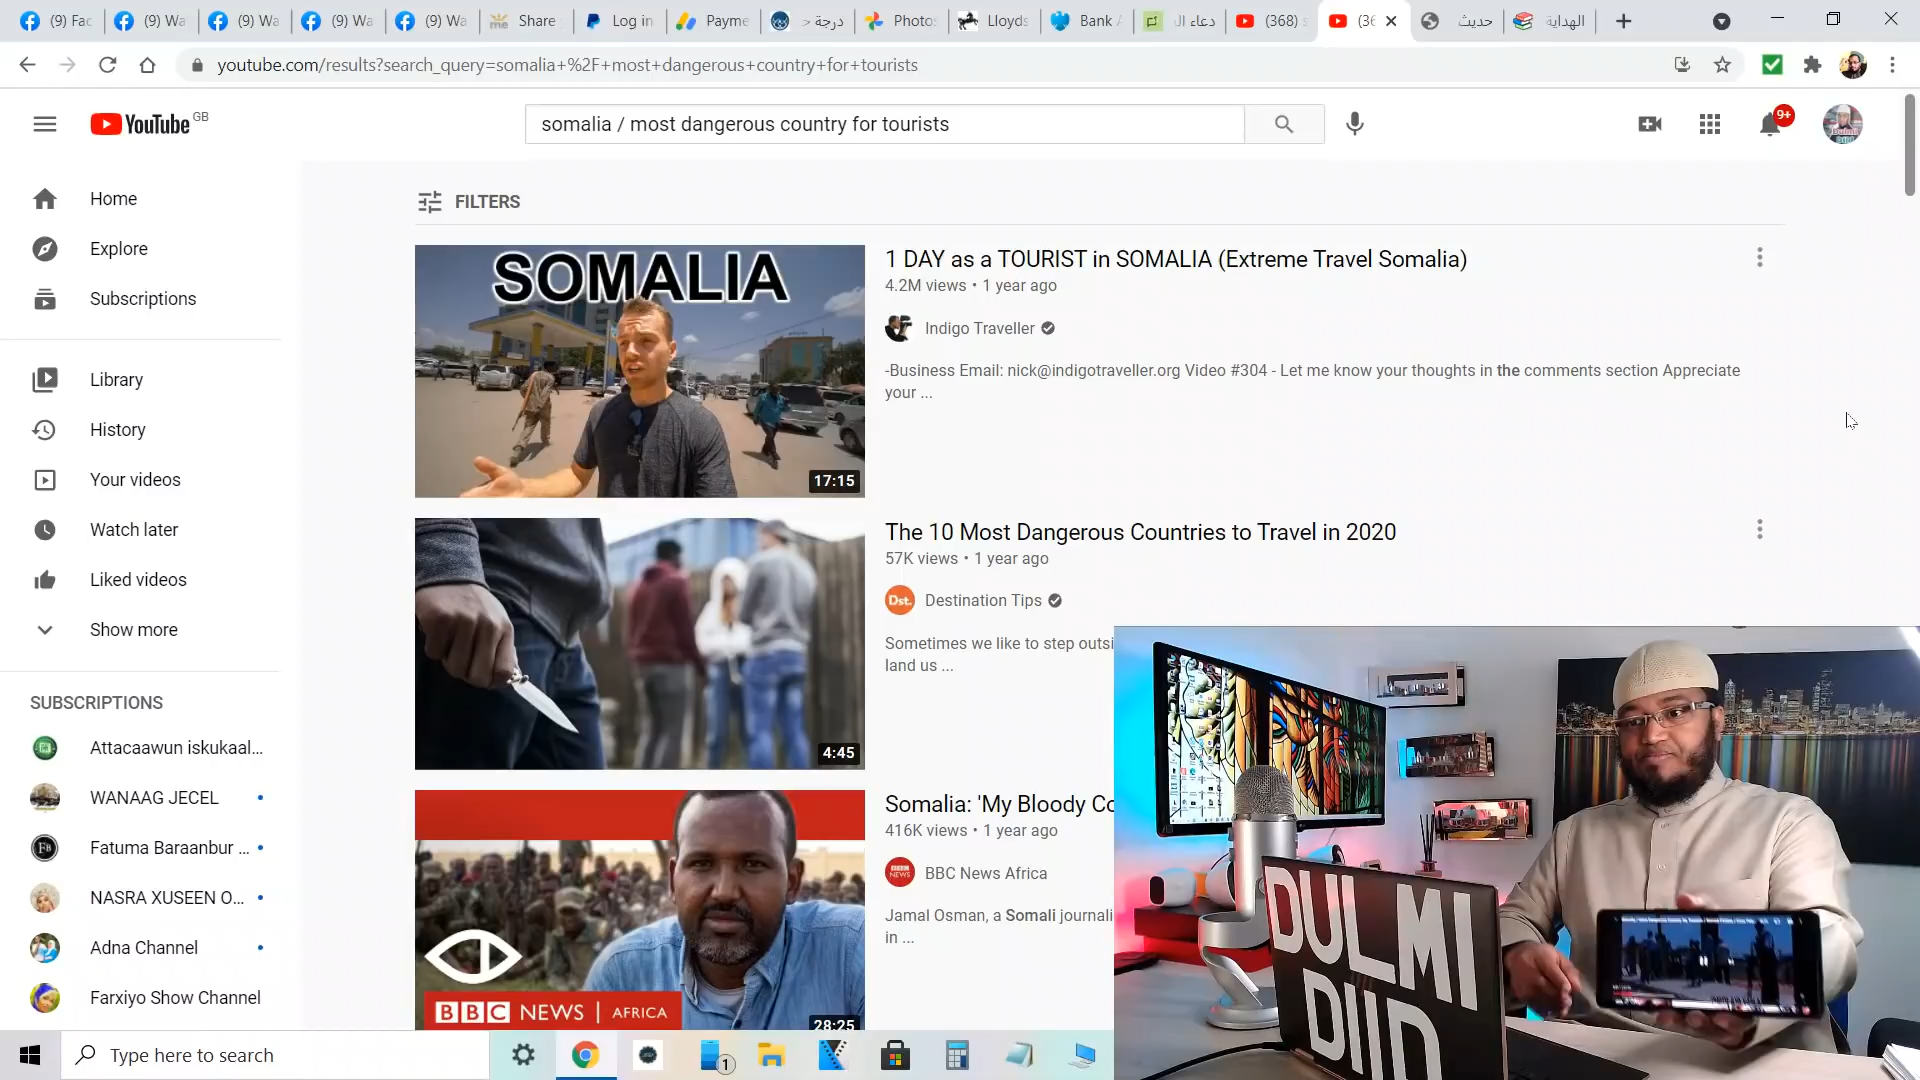 (9) Fac
(9) Wa
(9) Wa
(9) Wa
(9) Wa
Share
Log in
Payme
درجة ح
Photo
Lloyds
Bank A
دعاء ال
(368) s
(36
حديث
الهداية
youtube.com/results?search_query=somalia+%2F+most+dangerous+country+for+tourists
YouTube GB
somalia / most dangerous country for tourists
9+
Home
Explore
Subscriptions
Library
History
Your videos
Watch later
Liked videos
Show more
SUBSCRIPTIONS
Attacaawun iskukaal...
WANAAG JECEL
Fatuma Baraanbur ...
NASRA XUSEEN O...
Adna Channel
Farxiyo Show Channel
FILTERS
SOMALIA
17:15
1 DAY as a TOURIST in SOMALIA (Extreme Travel Somalia)
4.2M views • 1 year ago
Indigo Traveller
-Business Email: nick@indigotraveller.org Video #304 - Let me know your thoughts in the comments section Appreciate
your ...
4:45
The 10 Most Dangerous Countries to Travel in 2020
57K views • 1 year ago
Dst.
Destination Tips
Sometimes we like to step outsi
land us ...
BBC NEWS | AFRICA
28:25
Somalia: 'My Bloody Co
416K views • 1 year ago
BBC NEWS
BBC News Africa
Jamal Osman, a Somali journali
in ...
DULMI
DIID
Type here to search
1